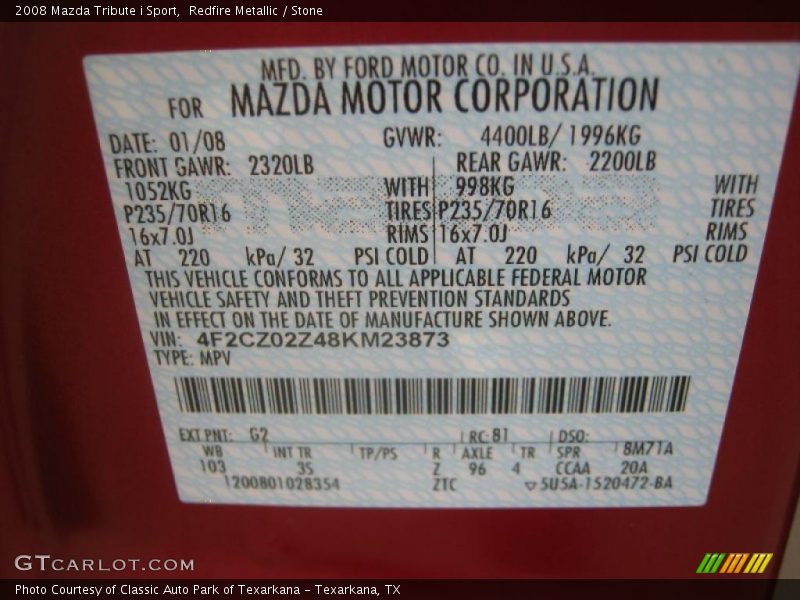 2008 Mazda Tribute i Sport,  Redfire Metallic / Stone
MFD. BY FORD MOTOR CO. IN U.S.A.
FOR MAZDA MOTOR CORPORATION
DATE: 01/08 GVWR: 4400LB/ 1996KG
FRONT GAWR: 2320LB REAR GAWR: 2200LB
1052KG WITH 998KG WITH
P235/70R16 TIRES P235/70R16 TIRES
16x7.0J RIMS 16x7.0J RIMS
AT 220 kPa/ 32 PSI COLD AT 220 kPa/ 32 PSI COLD
THIS VEHICLE CONFORMS TO ALL APPLICABLE FEDERAL MOTOR
VEHICLE SAFETY AND THEFT PREVENTION STANDARDS
IN EFFECT ON THE DATE OF MANUFACTURE SHOWN ABOVE.
VIN: 4F2CZ02Z48KM23873
TYPE: MPV
EXT PNT: G2 RC: 81 DSO:
WB INT TR TP/PS R AXLE TR SPR 8M71A
103 3S Z 96 4 CCAA 20A
1200801028354 ZTC ▽5U5A-1520472-BA
GTCARLOT.COM
Photo Courtesy of Classic Auto Park of Texarkana - Texarkana, TX